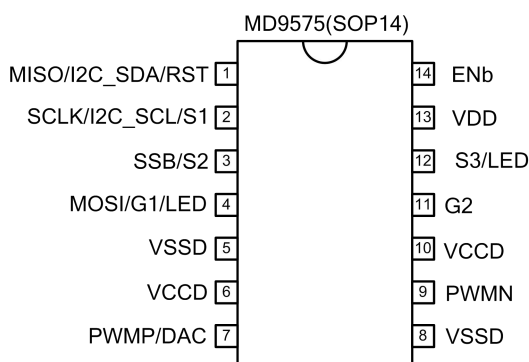 MD9575(SOP14)
MISO/I2C_SDA/RST 1 14 ENb
SCLK/I2C_SCL/S1 2 13 VDD
SSB/S2 3 12 S3/LED
MOSI/G1/LED 4 11 G2
VSSD 5 10 VCCD
VCCD 6 9 PWMN
PWMP/DAC 7 8 VSSD